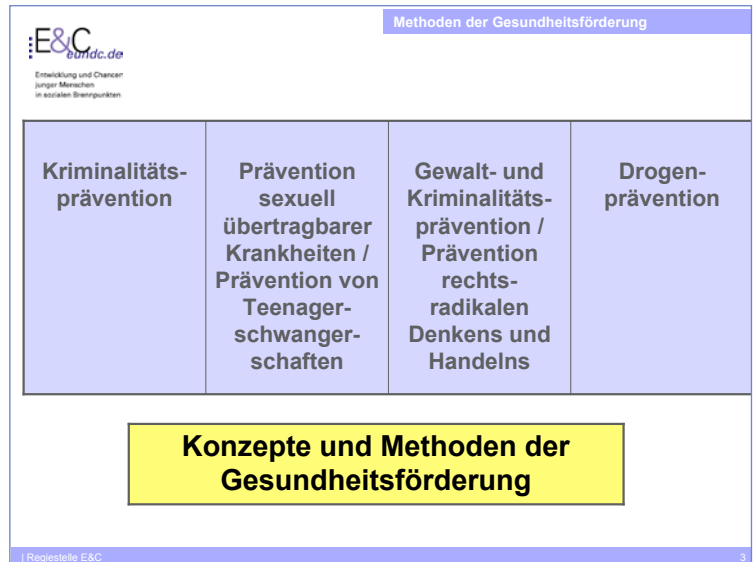 Methoden der Gesundheitsförderung
E&C
eundc.de
Entwicklung und Chancen
junger Menschen
in sozialen Brennpunkten
Kriminalitäts-
prävention
Prävention
sexuell
übertragbarer
Krankheiten /
Prävention von
Teenager-
schwanger-
schaften
Gewalt- und
Kriminalitäts-
prävention /
Prävention
rechts-
radikalen
Denkens und
Handelns
Drogen-
prävention
Konzepte und Methoden der
Gesundheitsförderung
| Regiestelle E&C
3